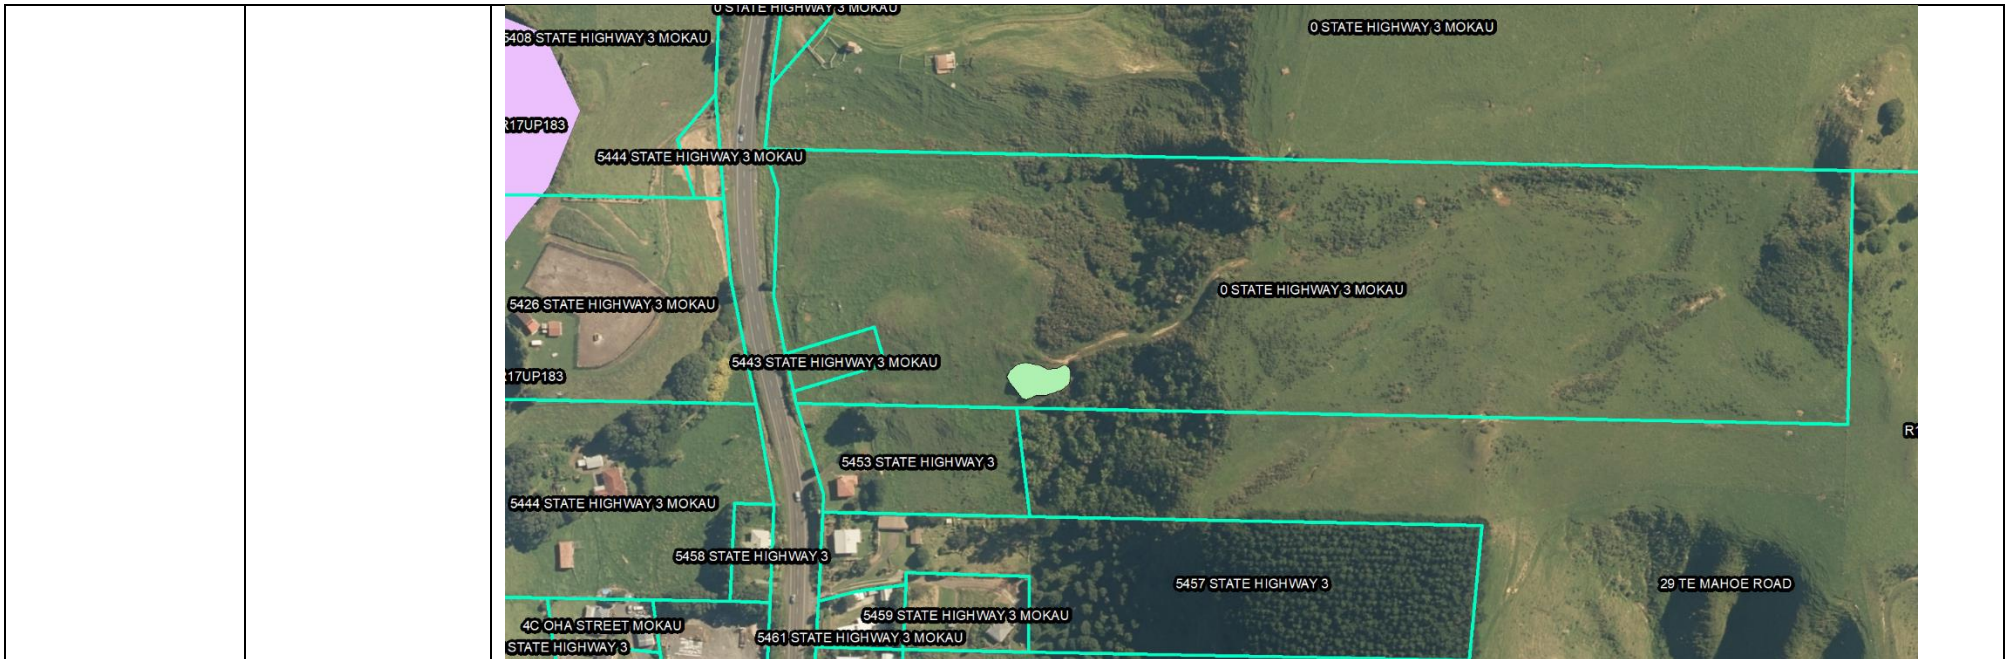 0 STATE HIGHWAY 3 MOKAU
0 STATE HIGHWAY 3 MOKAU
5408 STATE HIGHWAY 3 MOKAU
R17UP183
5444 STATE HIGHWAY 3 MOKAU
0 STATE HIGHWAY 3 MOKAU
5426 STATE HIGHWAY 3 MOKAU
5443 STATE HIGHWAY 3 MOKAU
R17UP183
R1
5453 STATE HIGHWAY 3
5444 STATE HIGHWAY 3 MOKAU
5458 STATE HIGHWAY 3
5457 STATE HIGHWAY 3
29 TE MAHOE ROAD
5459 STATE HIGHWAY 3 MOKAU
4C OHA STREET MOKAU
5461 STATE HIGHWAY 3 MOKAU
STATE HIGHWAY 3